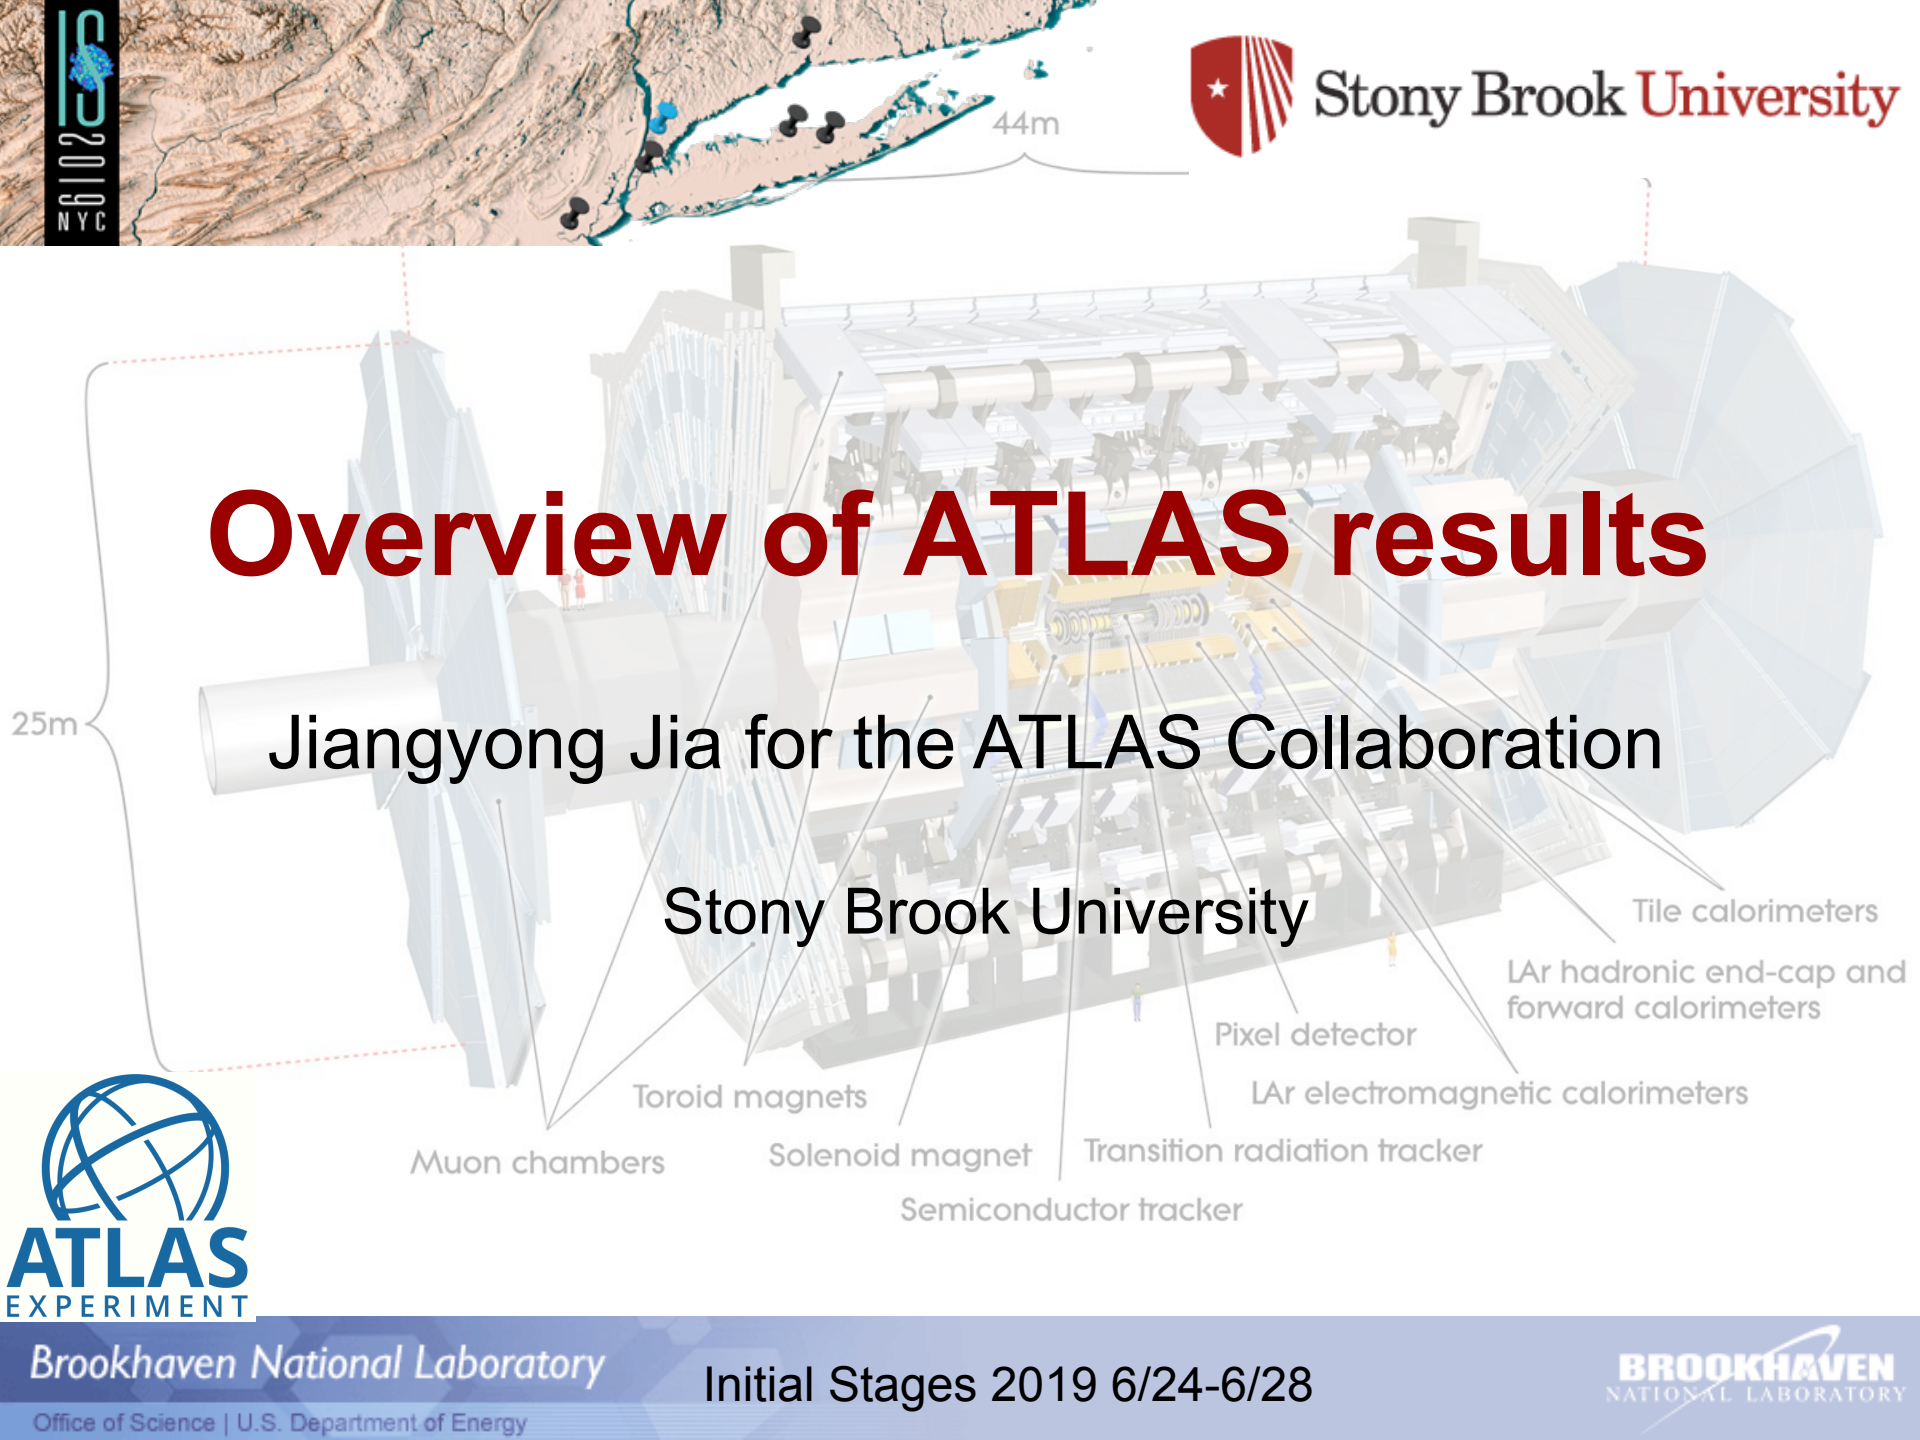 IS
2019
NYC
Stony Brook University
44m
Overview of ATLAS results
25m
Jiangyong Jia for the ATLAS Collaboration
Stony Brook University
Tile calorimeters
LAr hadronic end-cap and
forward calorimeters
Pixel detector
LAr electromagnetic calorimeters
Toroid magnets
Transition radiation tracker
Solenoid magnet
Muon chambers
Semiconductor tracker
ATLAS
EXPERIMENT
Brookhaven National Laboratory
Office of Science | U.S. Department of Energy
Initial Stages 2019 6/24-6/28
BROOKHAVEN
NATIONAL LABORATORY